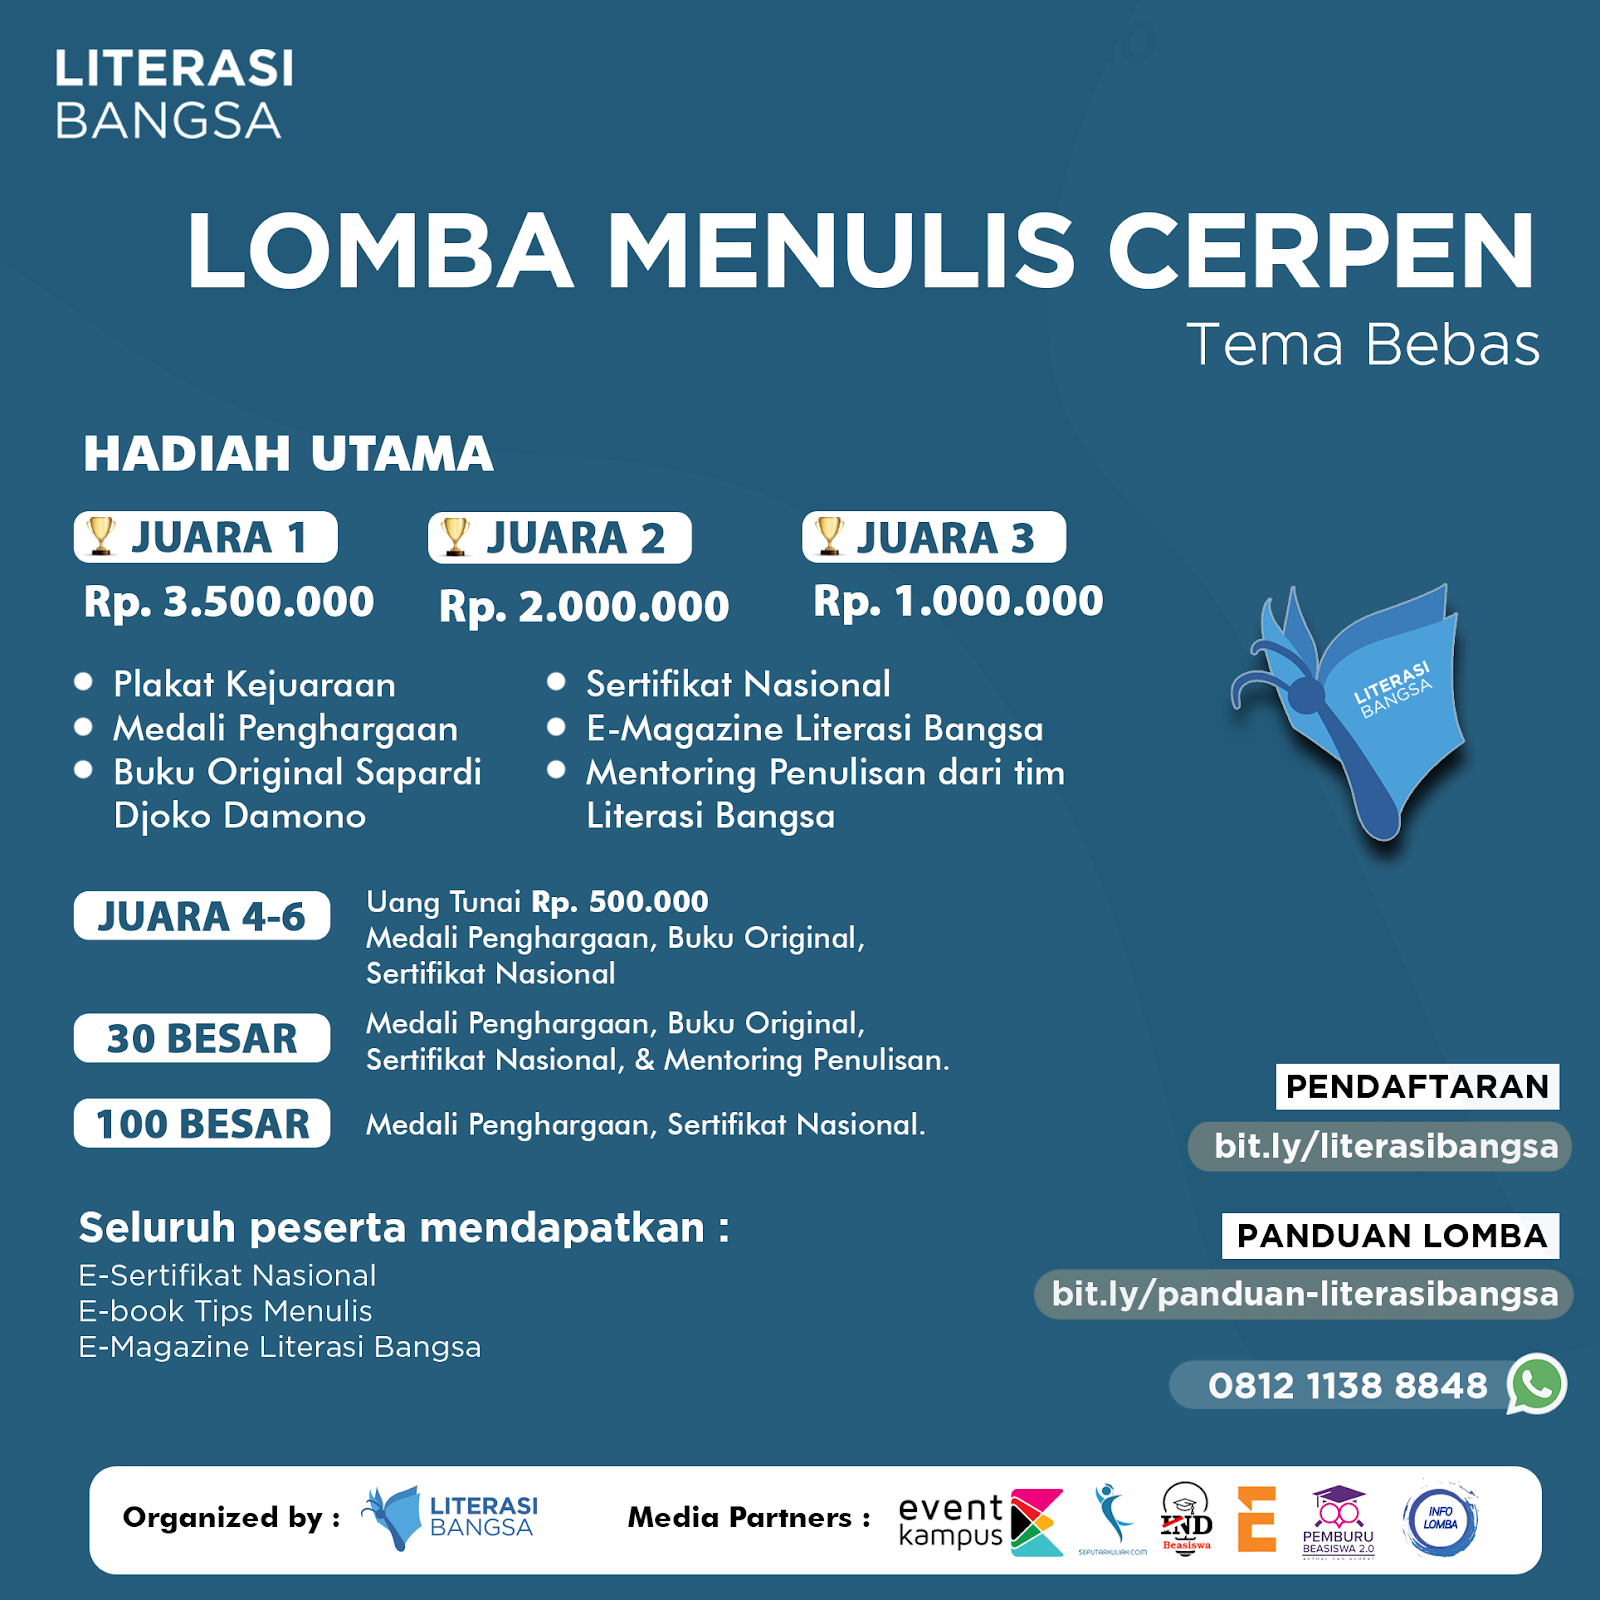 LITERASI
BANGSA
LOMBA MENULIS CERPEN
Tema Bebas
HADIAH UTAMA
JUARA 1
Rp. 3.500.000
JUARA 2
Rp. 2.000.000
JUARA 3
Rp. 1.000.000
Plakat Kejuaraan
Medali Penghargaan
Buku Original Sapardi
Djoko Damono
Sertifikat Nasional
E-Magazine Literasi Bangsa
Mentoring Penulisan dari tim
Literasi Bangsa
LITERASI
BANGSA
JUARA 4-6
Uang Tunai Rp. 500.000
Medali Penghargaan, Buku Original,
Sertifikat Nasional
30 BESAR
Medali Penghargaan, Buku Original,
Sertifikat Nasional, & Mentoring Penulisan.
100 BESAR
Medali Penghargaan, Sertifikat Nasional.
Seluruh peserta mendapatkan :
E-Sertifikat Nasional
E-book Tips Menulis
E-Magazine Literasi Bangsa
PENDAFTARAN
bit.ly/literasibangsa
PANDUAN LOMBA
bit.ly/panduan-literasibangsa
0812 1138 8848
Organized by :
LITERASI
BANGSA
Media Partners :
event
kampus
SEPUTARKULIAH.COM
IND
Beasiswa
E
PEMBURU
BEASISWA 2.0
INFO
LOMBA